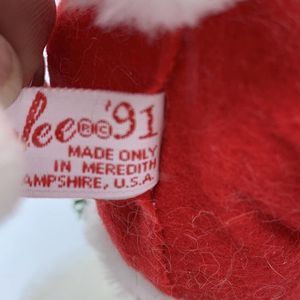 lee®© '91
MADE ONLY
IN MEREDITH
AMPSHIRE, U.S.A.